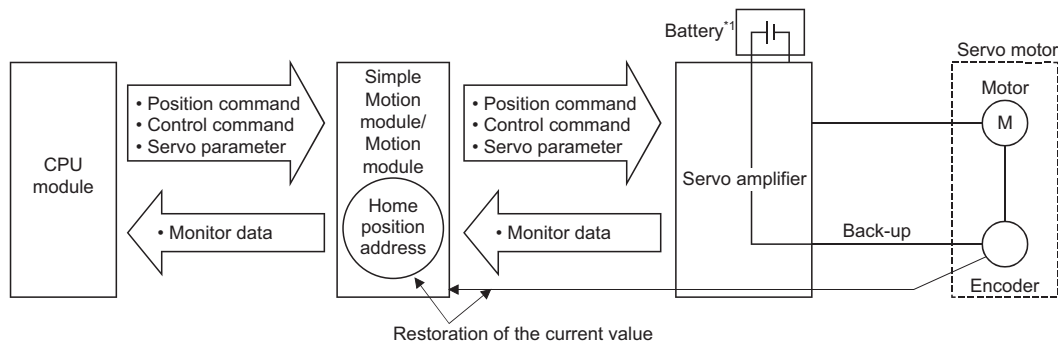 Battery*1
Servo motor
CPU
module
• Position command
• Control command
• Servo parameter
• Monitor data
Simple
Motion
module/
Motion
module
Home
position
address
• Position command
• Control command
• Servo parameter
• Monitor data
Servo amplifier
Motor
M
Back-up
Encoder
Restoration of the current value